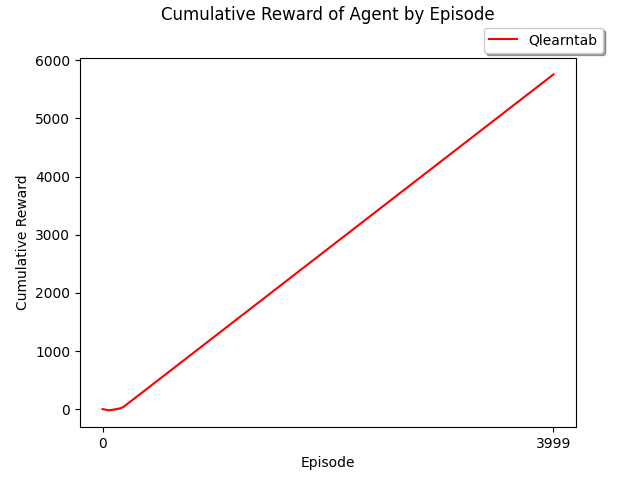 Cumulative Reward of Agent by Episode
Qlearntab
6000
5000
4000
3000
2000
1000
0
Cumulative Reward
0
3999
Episode